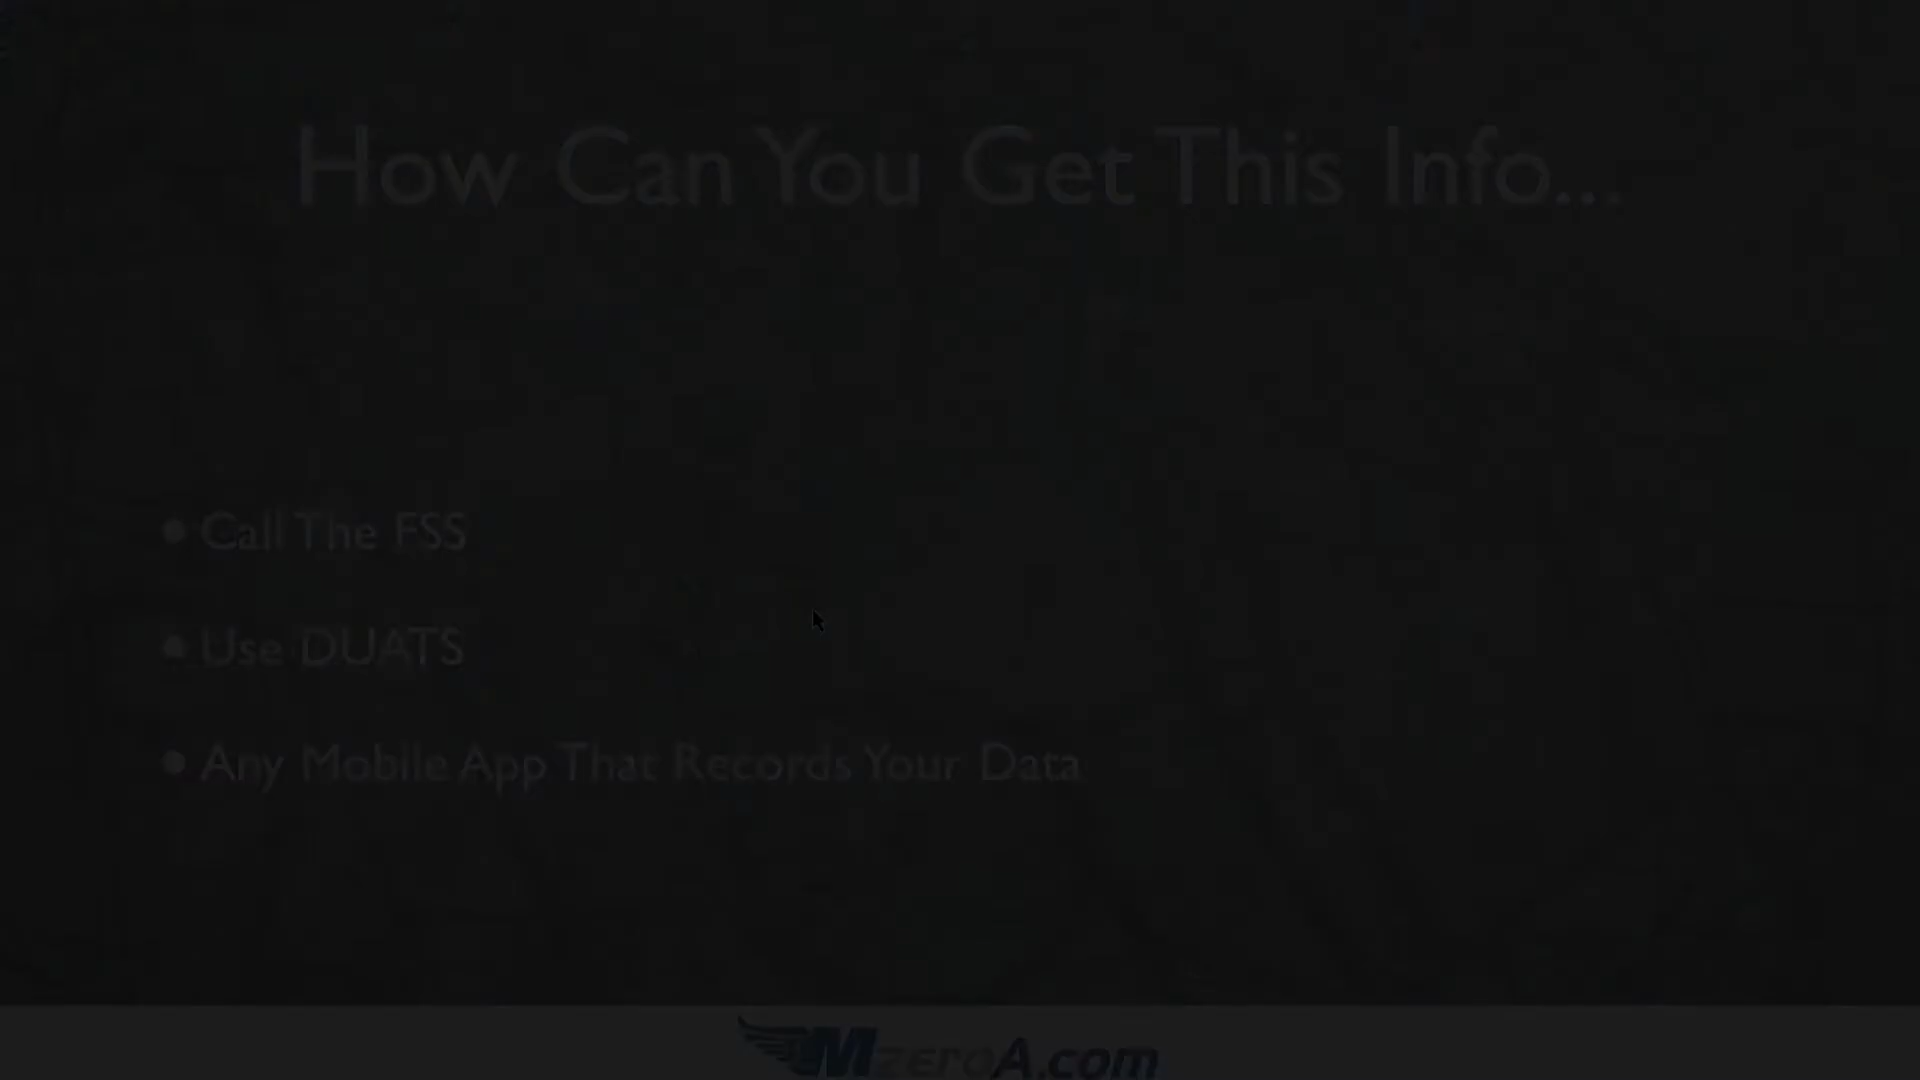 How Can You Get This Info...
• Call The FSS
• Use DUATS
• Any Mobile App That Records Your Data
MzeroA.com